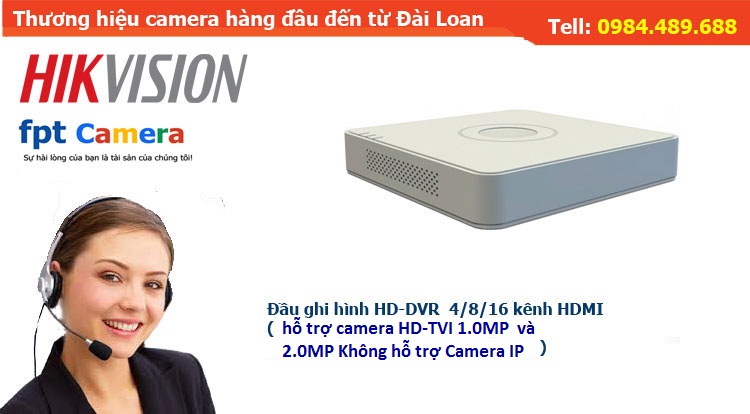 Thương hiệu camera hàng đầu đến từ Đài Loan
Tell: 0984.489.688
HIKVISION
fpt Camera
Sự hài lòng của bạn là tài sản của chúng tôi!
Đầu ghi hình HD-DVR 4/8/16 kênh HDMI
( hỗ trợ camera HD-TVI 1.0MP và
2.0MP Không hỗ trợ Camera IP )